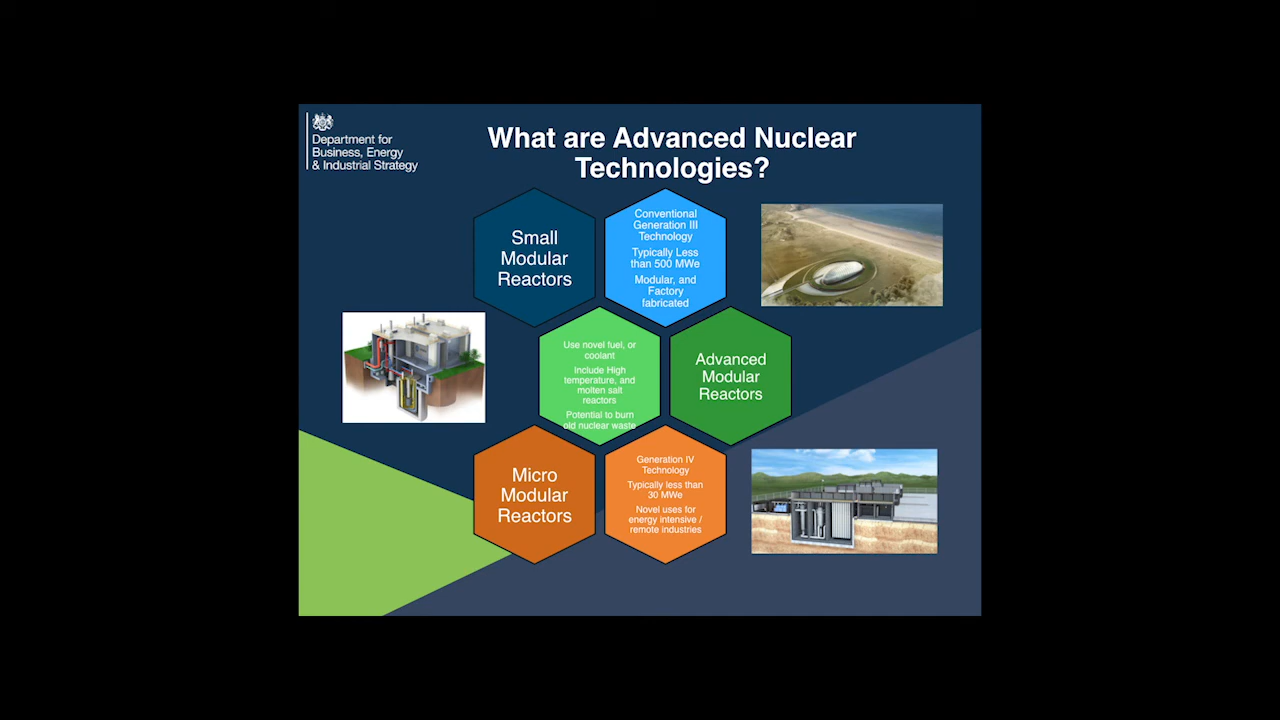 Department for
Business, Energy
& Industrial Strategy
What are Advanced Nuclear
Technologies?
Small
Modular
Reactors
Conventional
Generation III
Technology
Typically Less
than 500 MWe
Modular, and
Factory
fabricated
Use novel fuel, or
coolant
Include High
temperature, and
molten salt
reactors
Potential to burn
old nuclear waste
Advanced
Modular
Reactors
Micro
Modular
Reactors
Generation IV
Technology
Typically less than
30 MWe
Novel uses for
energy intensive /
remote industries